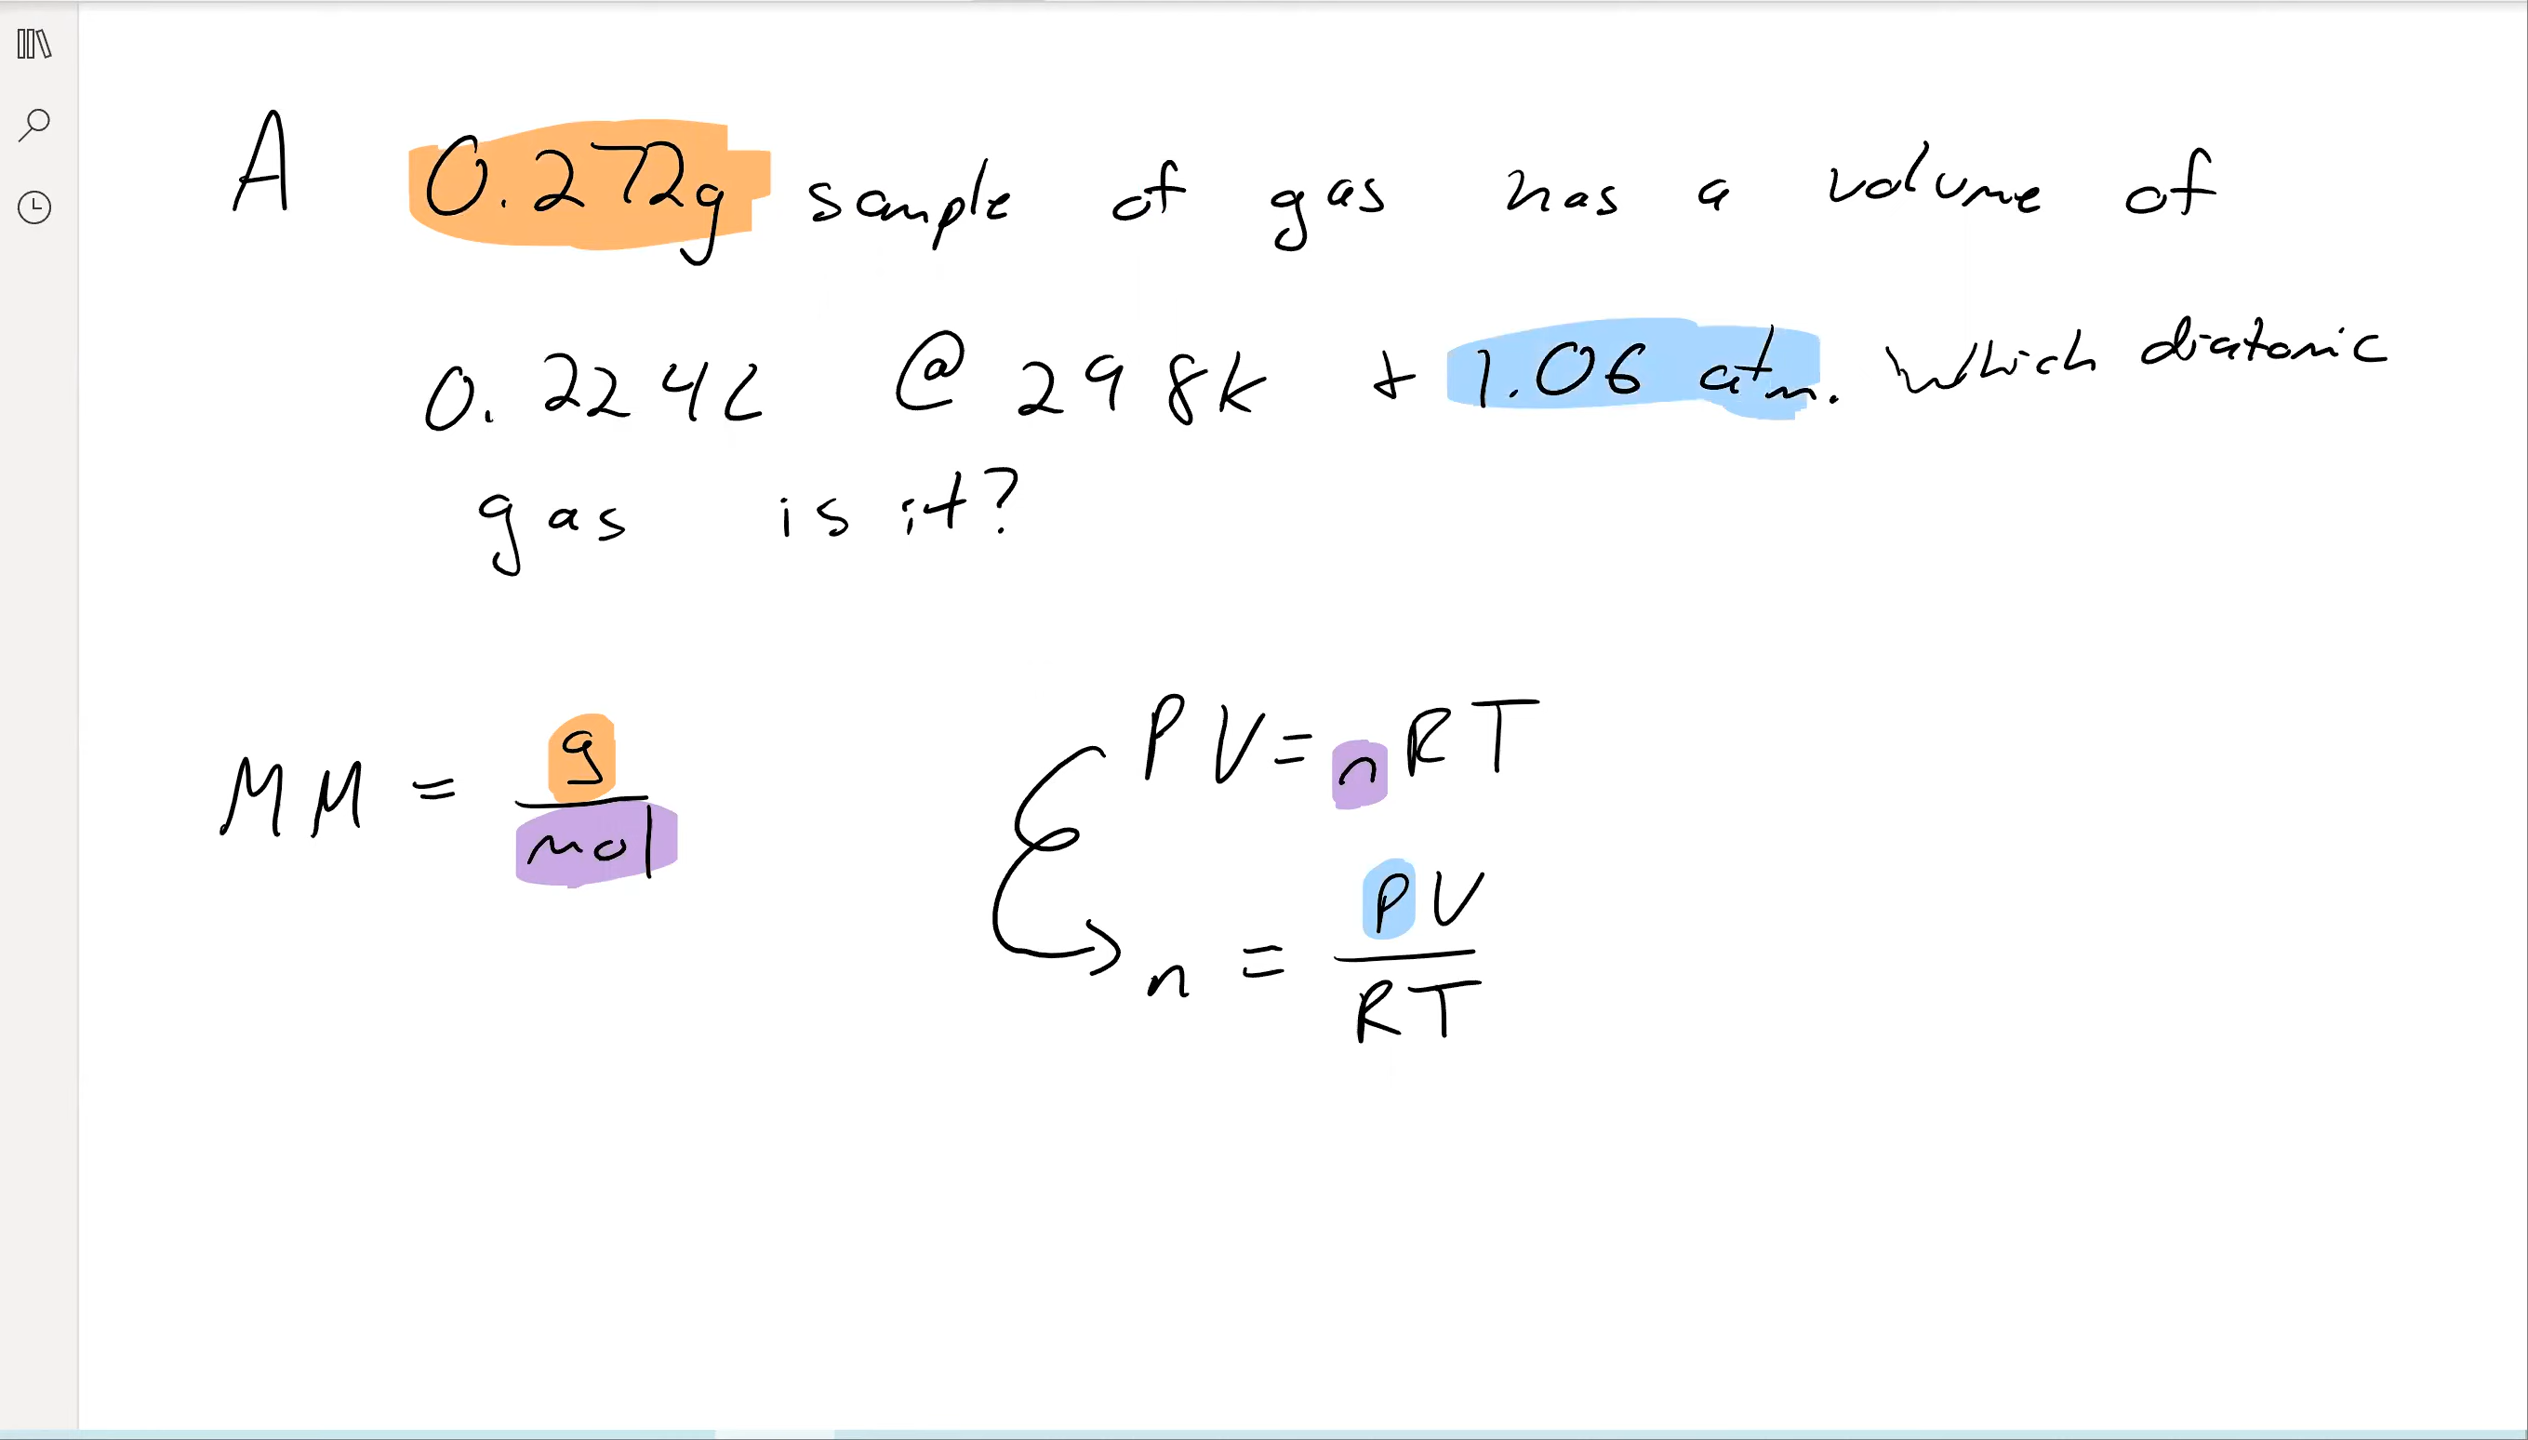 A 0.272g sample of gas has a volume of
0.224L @ 298K + 1.06 atm. Which diatomic
gas is it?
MM = g/mol
PV = nRT
n = PV/RT